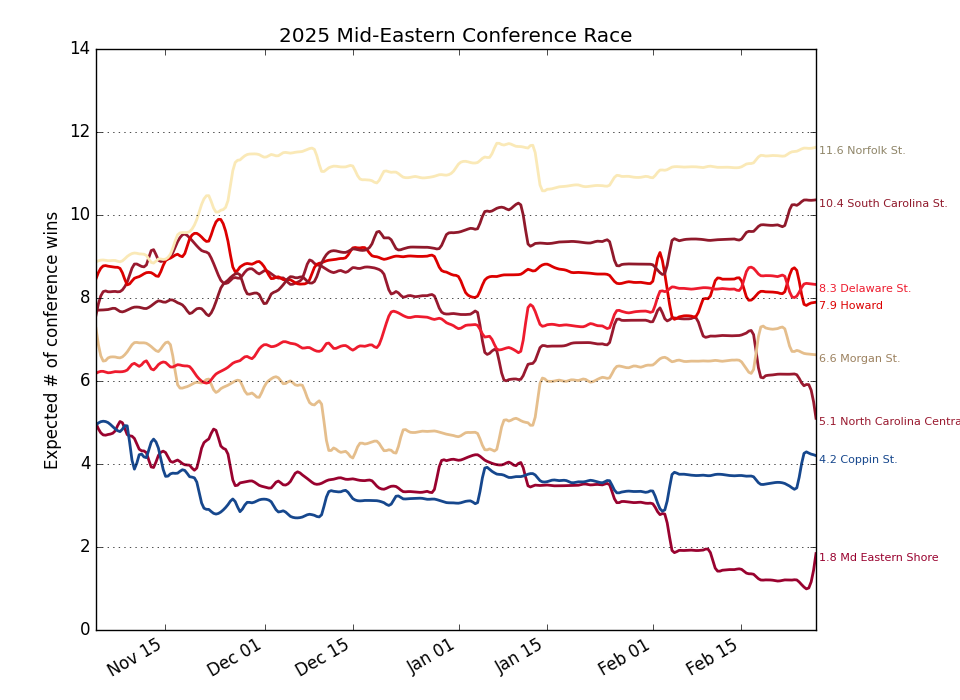 2025 Mid-Eastern Conference Race
Expected # of conference wins
14
12
10
8
6
4
2
0
Nov 15
Dec 01
Dec 15
Jan 01
Jan 15
Feb 01
Feb 15
11.6 Norfolk St.
10.4 South Carolina St.
8.3 Delaware St.
7.9 Howard
6.6 Morgan St.
5.1 North Carolina Centra
4.2 Coppin St.
1.8 Md Eastern Shore